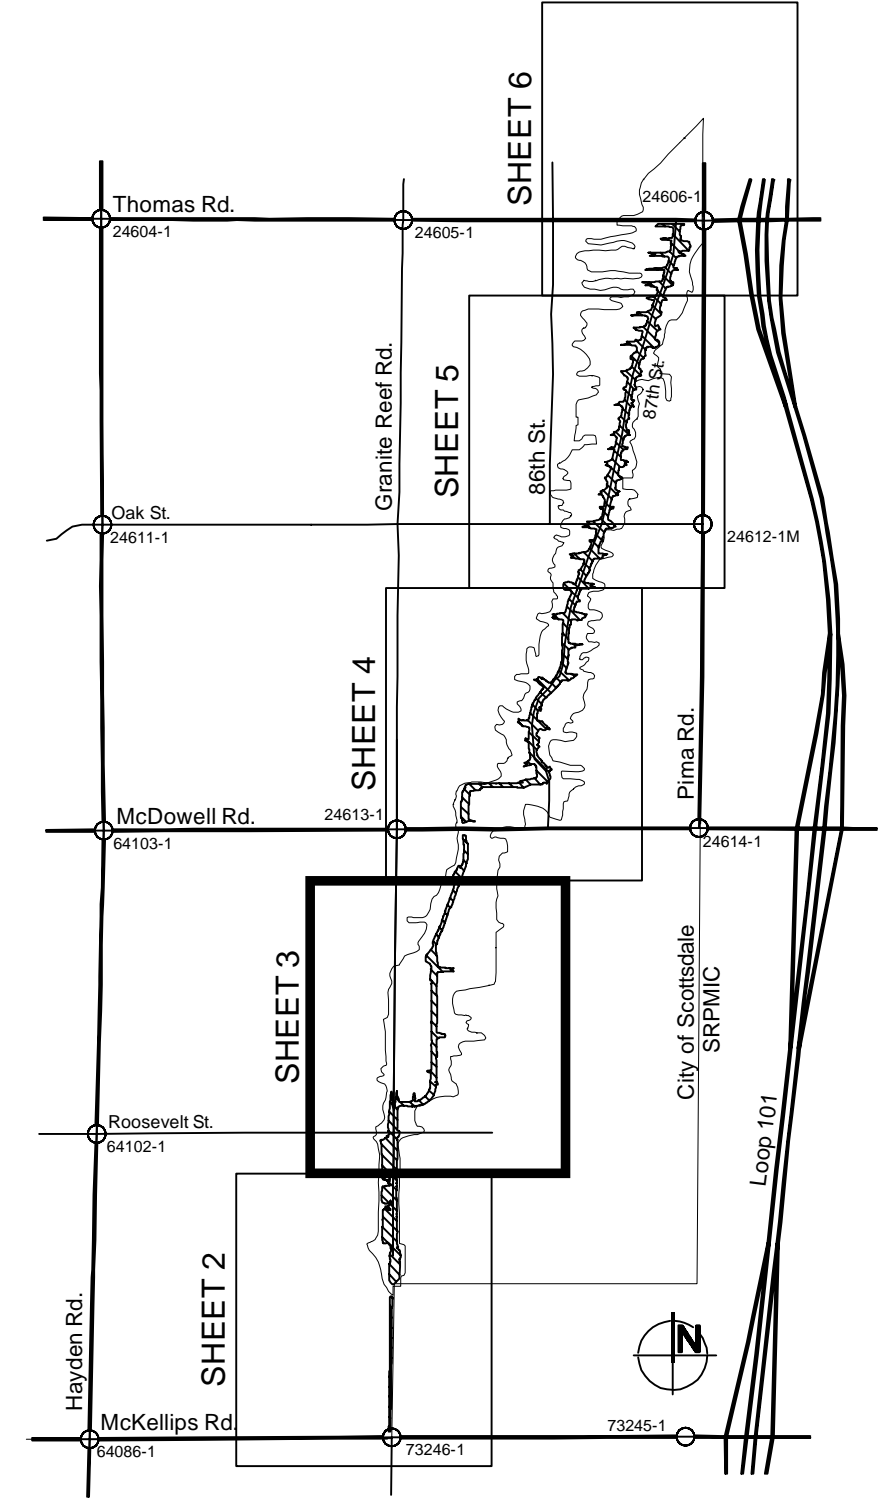 SHEET 6
24606-1
Thomas Rd.
24604-1
24605-1
Granite Reef Rd.
SHEET 5
87th St.
86th St.
Oak St.
24611-1
24612-1M
SHEET 4
Pima Rd.
McDowell Rd.
24613-1
64103-1
24614-1
SHEET 3
City of Scottsdale
SRPMIC
Roosevelt St.
64102-1
Loop 101
SHEET 2
Hayden Rd.
N
McKellips Rd.
73245-1
64086-1
73246-1